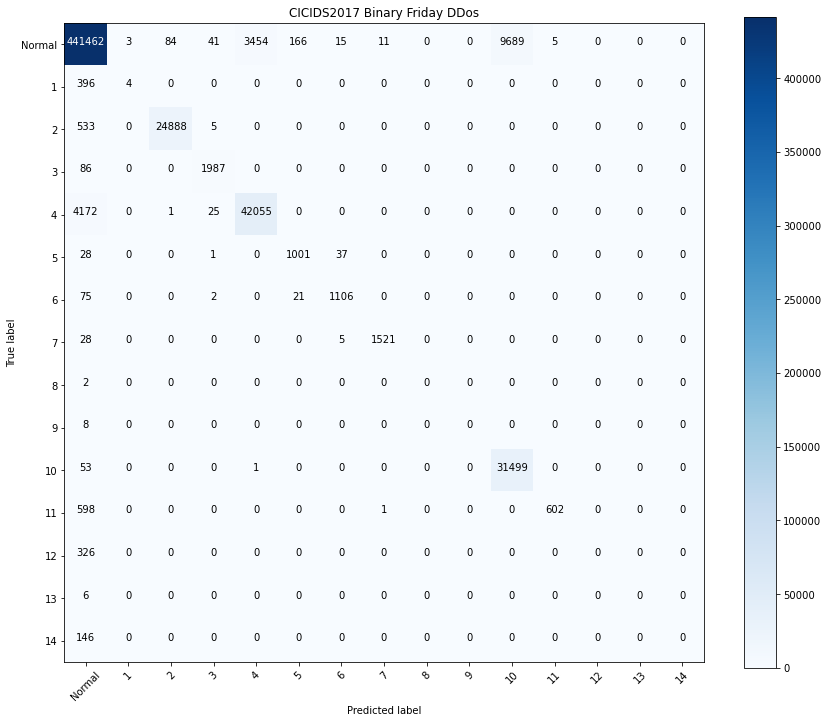 CICIDS2017 Binary Friday DDos
Normal 441462 3 84 41 3454 166 15 11 0 0 9689 5 0 0 0
1 396 4 0 0 0 0 0 0 0 0 0 0 0 0 0
2 533 0 24888 5 0 0 0 0 0 0 0 0 0 0 0
3 86 0 0 1987 0 0 0 0 0 0 0 0 0 0 0
4 4172 0 1 25 42055 0 0 0 0 0 0 0 0 0 0
5 28 0 0 1 0 1001 37 0 0 0 0 0 0 0 0
6 75 0 0 2 0 21 1106 0 0 0 0 0 0 0 0
7 28 0 0 0 0 0 5 1521 0 0 0 0 0 0 0
8 2 0 0 0 0 0 0 0 0 0 0 0 0 0 0
9 8 0 0 0 0 0 0 0 0 0 0 0 0 0 0
10 53 0 0 0 1 0 0 0 0 0 31499 0 0 0 0
11 598 0 0 0 0 0 0 1 0 0 0 602 0 0 0
12 326 0 0 0 0 0 0 0 0 0 0 0 0 0 0
13 6 0 0 0 0 0 0 0 0 0 0 0 0 0 0
14 146 0 0 0 0 0 0 0 0 0 0 0 0 0 0
Normal 1 2 3 4 5 6 7 8 9 10 11 12 13 14
Predicted label
True label
400000
350000
300000
250000
200000
150000
100000
50000
0